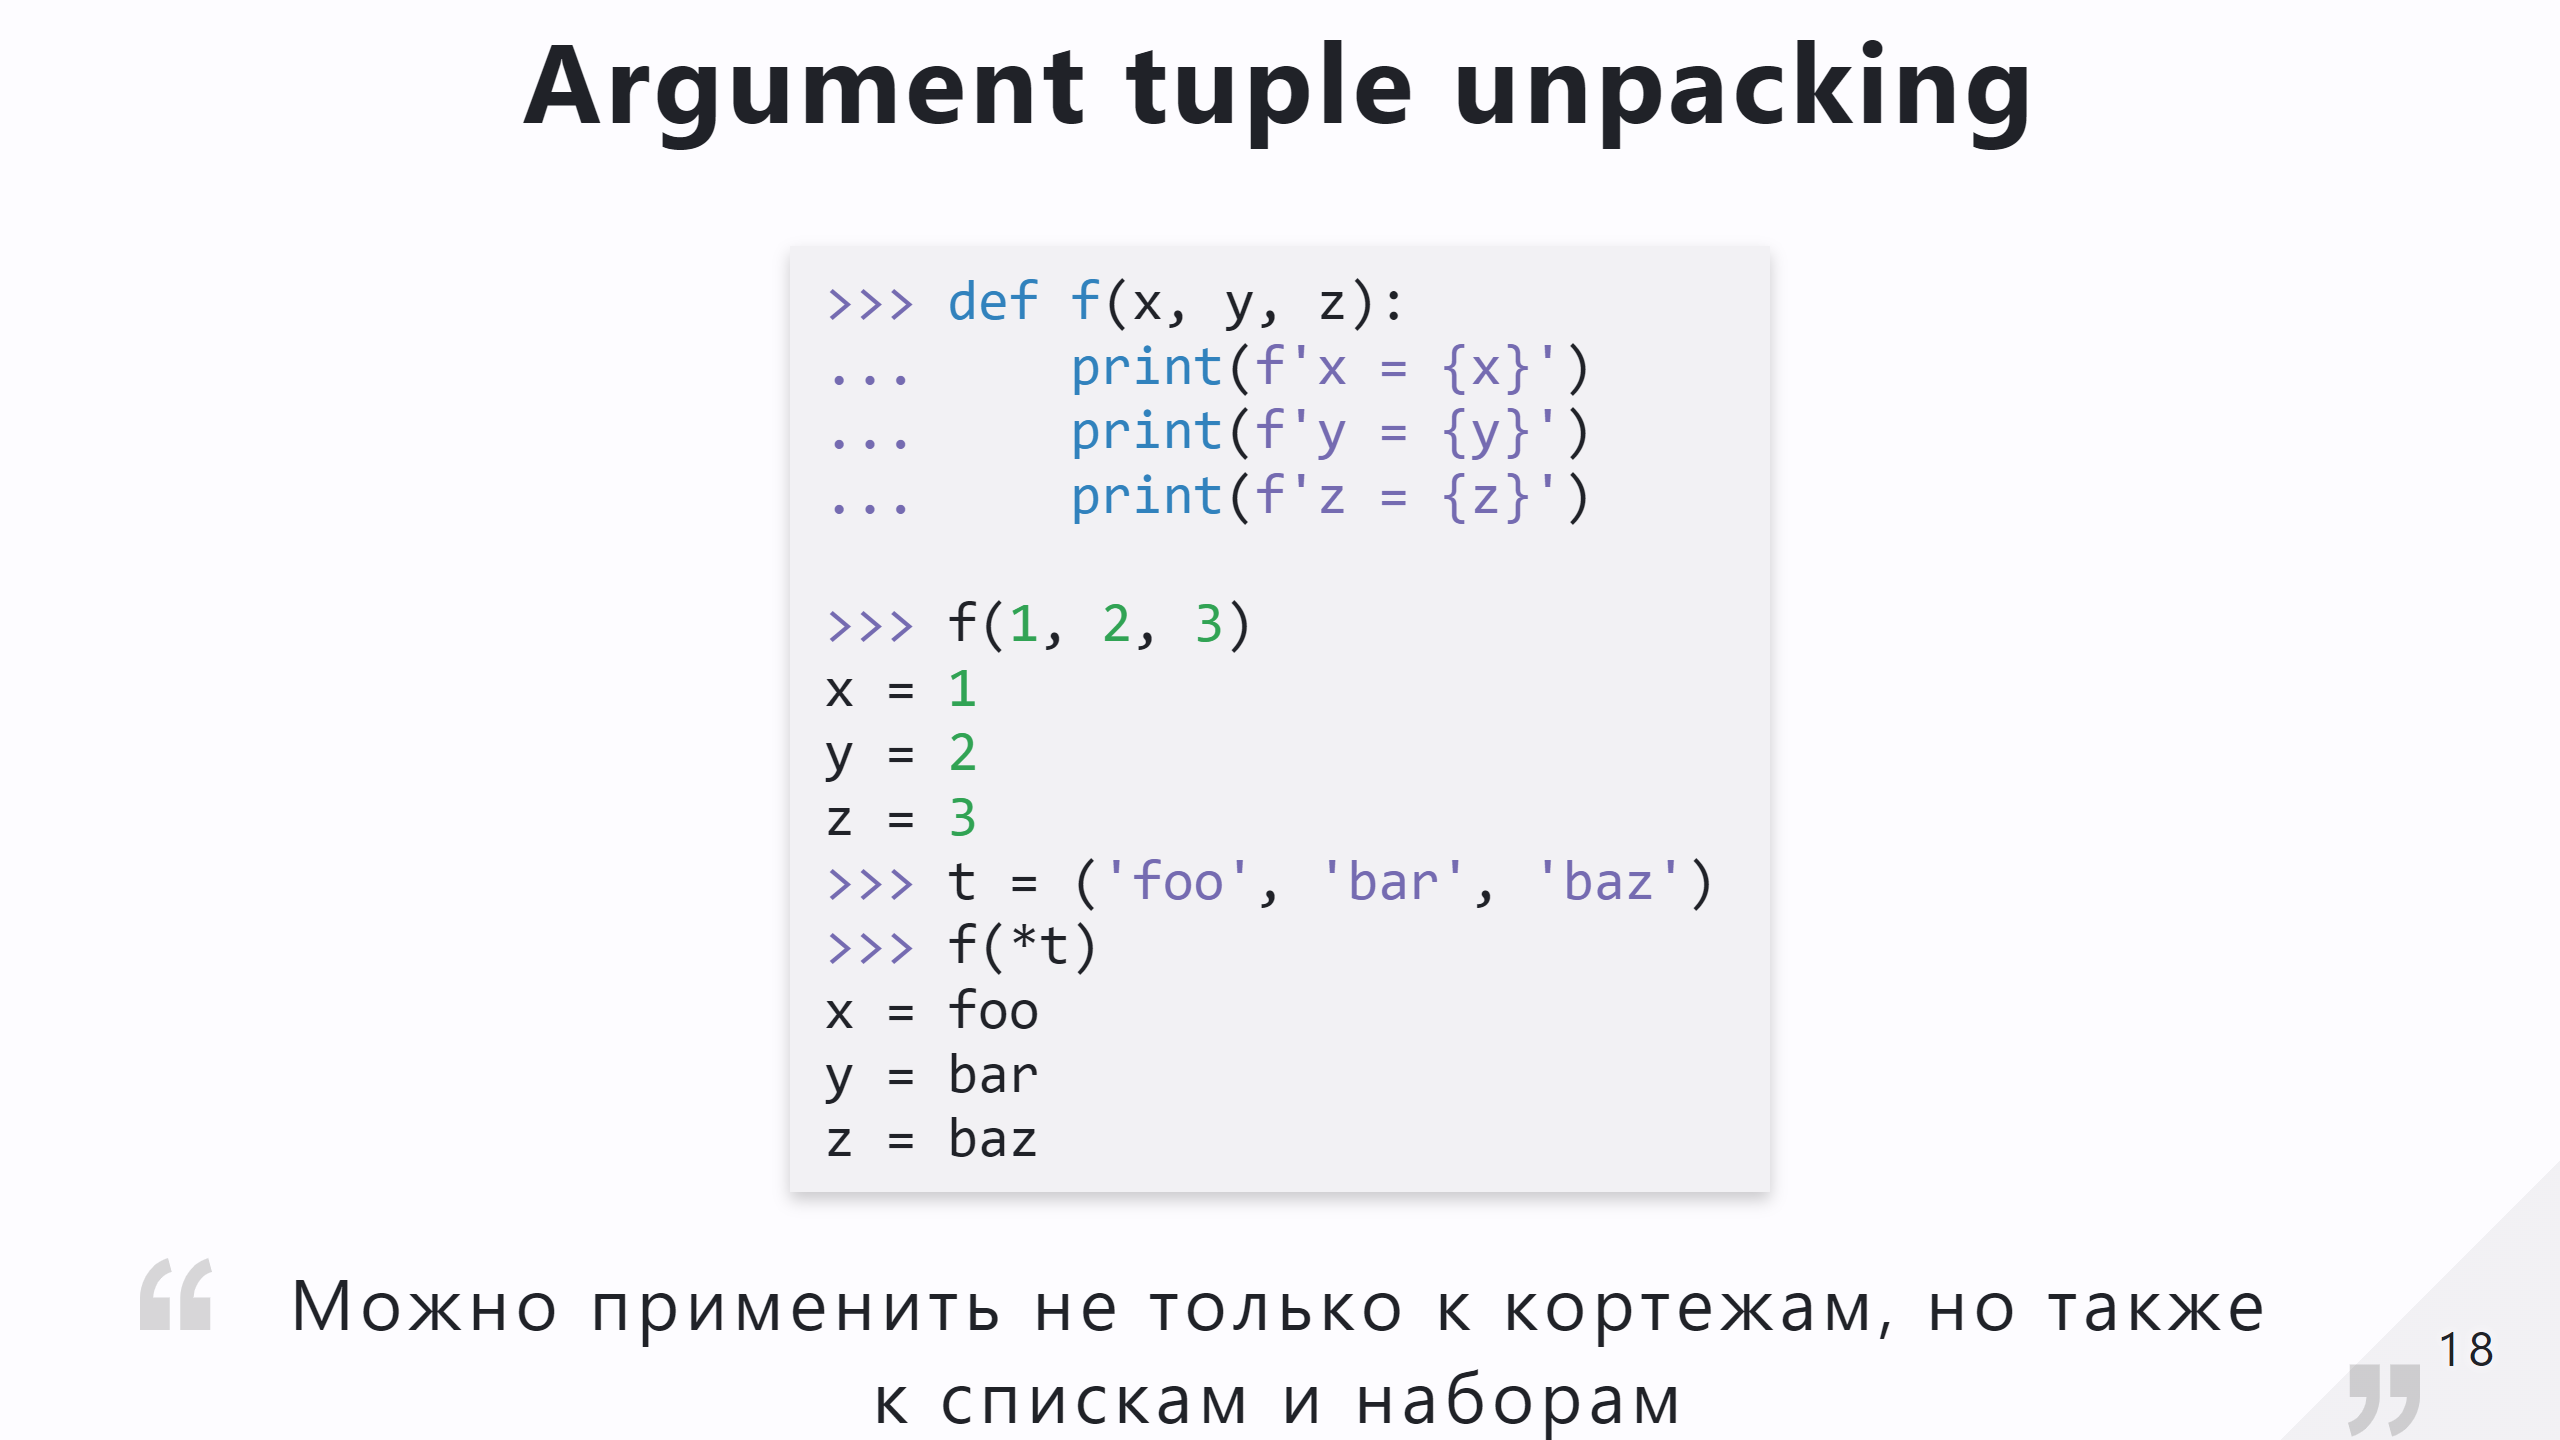 Argument tuple unpacking
>>> def f(x, y, z):
...     print(f'x = {x}')
...     print(f'y = {y}')
...     print(f'z = {z}')
>>> f(1, 2, 3)
x = 1
y = 2
z = 3
>>> t = ('foo', 'bar', 'baz')
>>> f(*t)
x = foo
y = bar
z = baz
“ Можно применить не только к кортежам, но также
к спискам и наборам ”
18